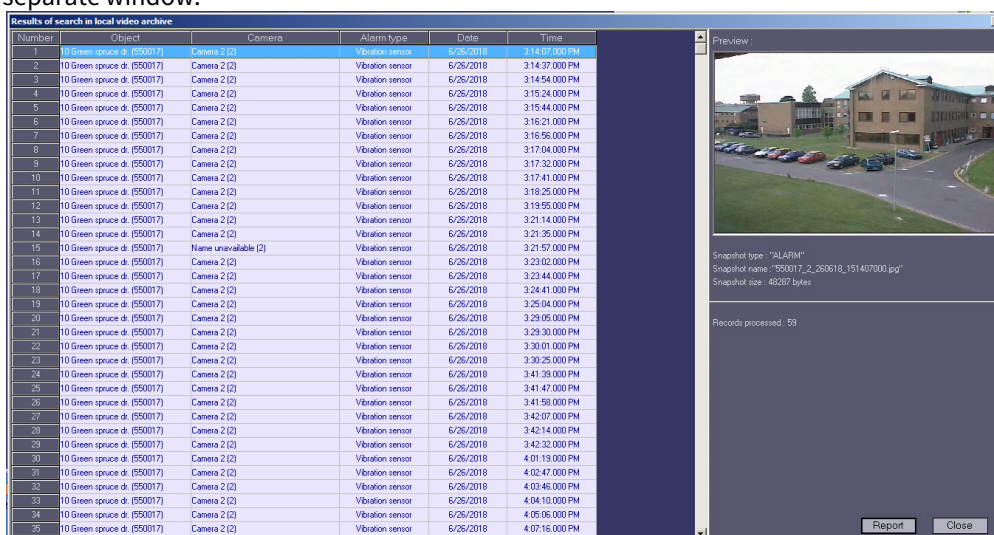 separate window.
Results of search in local video archive
Number Object Camera Alarm type Date Time
1 10 Green spruce dr. (550017) Camera 2 (2) Vibration sensor 6/26/2018 3:14:07.000 PM
2 10 Green spruce dr. (550017) Camera 2 (2) Vibration sensor 6/26/2018 3:14:37.000 PM
3 10 Green spruce dr. (550017) Camera 2 (2) Vibration sensor 6/26/2018 3:14:54.000 PM
4 10 Green spruce dr. (550017) Camera 2 (2) Vibration sensor 6/26/2018 3:15:24.000 PM
5 10 Green spruce dr. (550017) Camera 2 (2) Vibration sensor 6/26/2018 3:15:44.000 PM
6 10 Green spruce dr. (550017) Camera 2 (2) Vibration sensor 6/26/2018 3:16:21.000 PM
7 10 Green spruce dr. (550017) Camera 2 (2) Vibration sensor 6/26/2018 3:16:56.000 PM
8 10 Green spruce dr. (550017) Camera 2 (2) Vibration sensor 6/26/2018 3:17:04.000 PM
9 10 Green spruce dr. (550017) Camera 2 (2) Vibration sensor 6/26/2018 3:17:32.000 PM
10 10 Green spruce dr. (550017) Camera 2 (2) Vibration sensor 6/26/2018 3:17:41.000 PM
11 10 Green spruce dr. (550017) Camera 2 (2) Vibration sensor 6/26/2018 3:18:25.000 PM
12 10 Green spruce dr. (550017) Camera 2 (2) Vibration sensor 6/26/2018 3:19:55.000 PM
13 10 Green spruce dr. (550017) Camera 2 (2) Vibration sensor 6/26/2018 3:21:14.000 PM
14 10 Green spruce dr. (550017) Camera 2 (2) Vibration sensor 6/26/2018 3:21:35.000 PM
15 10 Green spruce dr. (550017) Name unavailable (2) Vibration sensor 6/26/2018 3:21:57.000 PM
16 10 Green spruce dr. (550017) Camera 2 (2) Vibration sensor 6/26/2018 3:23:02.000 PM
17 10 Green spruce dr. (550017) Camera 2 (2) Vibration sensor 6/26/2018 3:23:44.000 PM
18 10 Green spruce dr. (550017) Camera 2 (2) Vibration sensor 6/26/2018 3:24:41.000 PM
19 10 Green spruce dr. (550017) Camera 2 (2) Vibration sensor 6/26/2018 3:25:04.000 PM
20 10 Green spruce dr. (550017) Camera 2 (2) Vibration sensor 6/26/2018 3:29:05.000 PM
21 10 Green spruce dr. (550017) Camera 2 (2) Vibration sensor 6/26/2018 3:29:30.000 PM
22 10 Green spruce dr. (550017) Camera 2 (2) Vibration sensor 6/26/2018 3:30:01.000 PM
23 10 Green spruce dr. (550017) Camera 2 (2) Vibration sensor 6/26/2018 3:30:25.000 PM
24 10 Green spruce dr. (550017) Camera 2 (2) Vibration sensor 6/26/2018 3:41:39.000 PM
25 10 Green spruce dr. (550017) Camera 2 (2) Vibration sensor 6/26/2018 3:41:47.000 PM
26 10 Green spruce dr. (550017) Camera 2 (2) Vibration sensor 6/26/2018 3:41:58.000 PM
27 10 Green spruce dr. (550017) Camera 2 (2) Vibration sensor 6/26/2018 3:42:07.000 PM
28 10 Green spruce dr. (550017) Camera 2 (2) Vibration sensor 6/26/2018 3:42:14.000 PM
29 10 Green spruce dr. (550017) Camera 2 (2) Vibration sensor 6/26/2018 3:42:32.000 PM
30 10 Green spruce dr. (550017) Camera 2 (2) Vibration sensor 6/26/2018 4:01:19.000 PM
31 10 Green spruce dr. (550017) Camera 2 (2) Vibration sensor 6/26/2018 4:02:47.000 PM
32 10 Green spruce dr. (550017) Camera 2 (2) Vibration sensor 6/26/2018 4:03:46.000 PM
33 10 Green spruce dr. (550017) Camera 2 (2) Vibration sensor 6/26/2018 4:04:10.000 PM
34 10 Green spruce dr. (550017) Camera 2 (2) Vibration sensor 6/26/2018 4:05:06.000 PM
35 10 Green spruce dr. (550017) Camera 2 (2) Vibration sensor 6/26/2018 4:07:16.000 PM
Preview :
Snapshot type : "ALARM"
Snapshot name :"550017_2_260618_151407000.jpg"
Snapshot size : 48287 bytes
Records processed : 59
Report Close